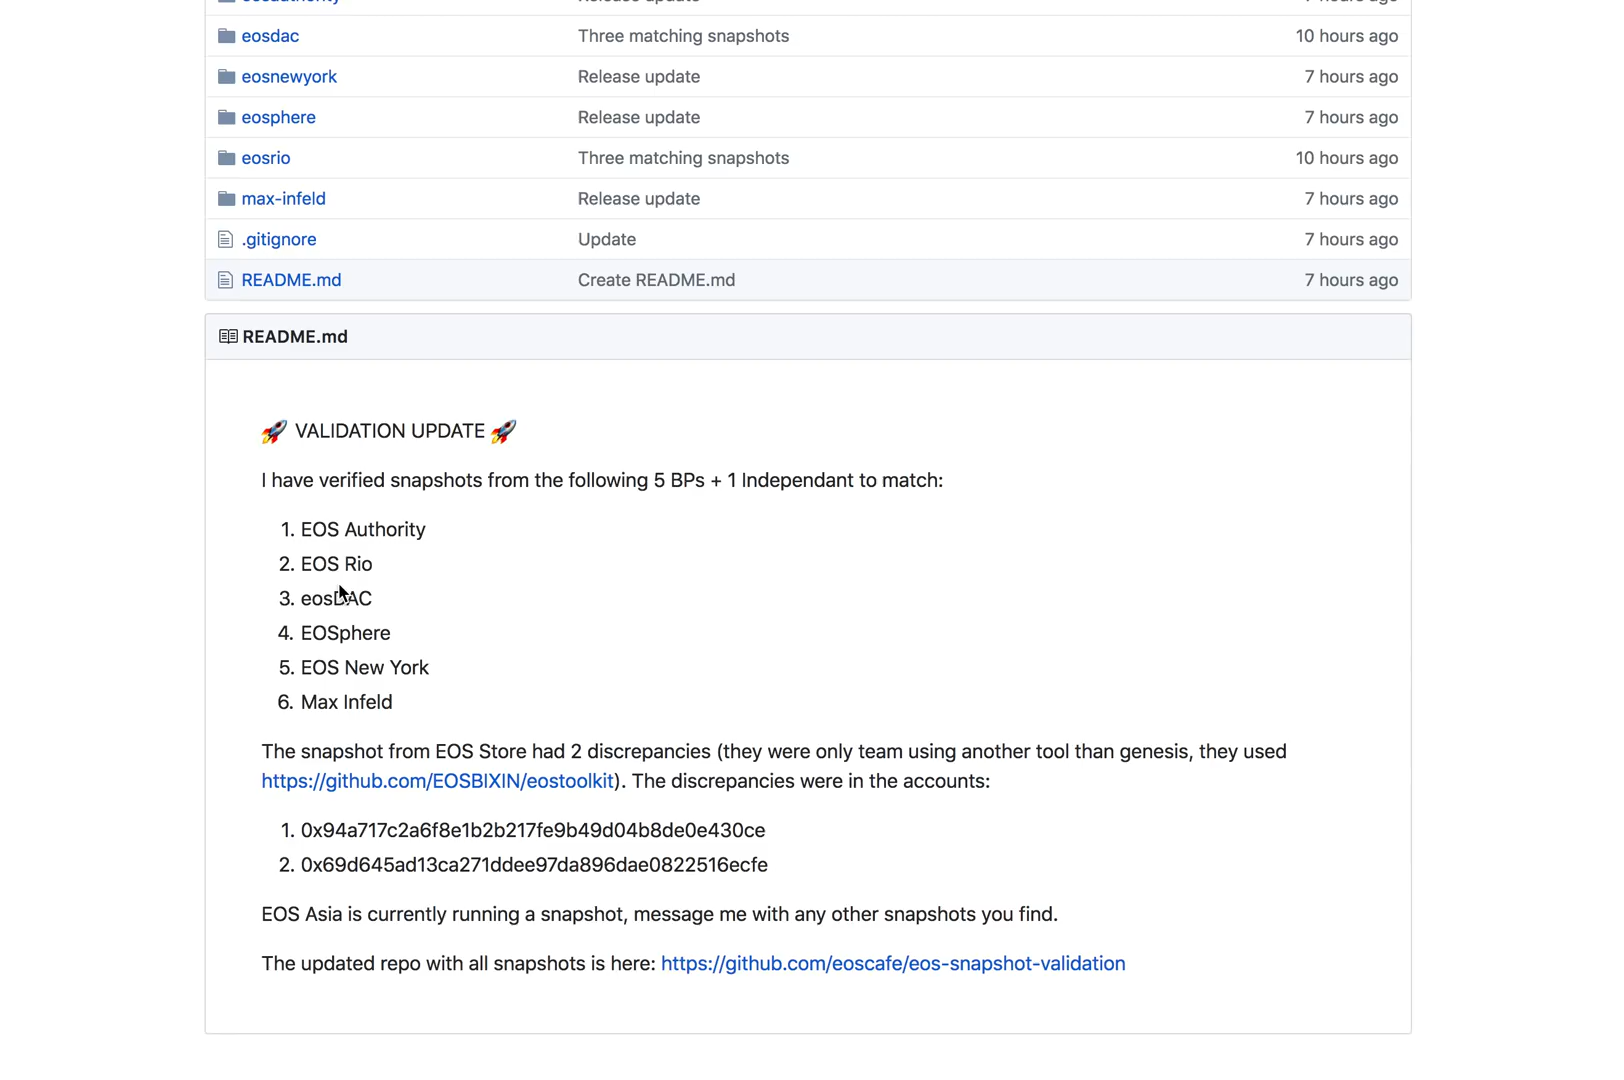 eosdac Three matching snapshots 10 hours ago
eosnewyork Release update 7 hours ago
eosphere Release update 7 hours ago
eosrio Three matching snapshots 10 hours ago
max-infeld Release update 7 hours ago
.gitignore Update 7 hours ago
README.md Create README.md 7 hours ago
README.md
🚀 VALIDATION UPDATE 🚀
I have verified snapshots from the following 5 BPs + 1 Independant to match:
1. EOS Authority
2. EOS Rio
3. eosDAC
4. EOSphere
5. EOS New York
6. Max Infeld
The snapshot from EOS Store had 2 discrepancies (they were only team using another tool than genesis, they used
https://github.com/EOSBIXIN/eostoolkit). The discrepancies were in the accounts:
1. 0x94a717c2a6f8e1b2b217fe9b49d04b8de0e430ce
2. 0x69d645ad13ca271ddee97da896dae0822516ecfe
EOS Asia is currently running a snapshot, message me with any other snapshots you find.
The updated repo with all snapshots is here: https://github.com/eoscafe/eos-snapshot-validation